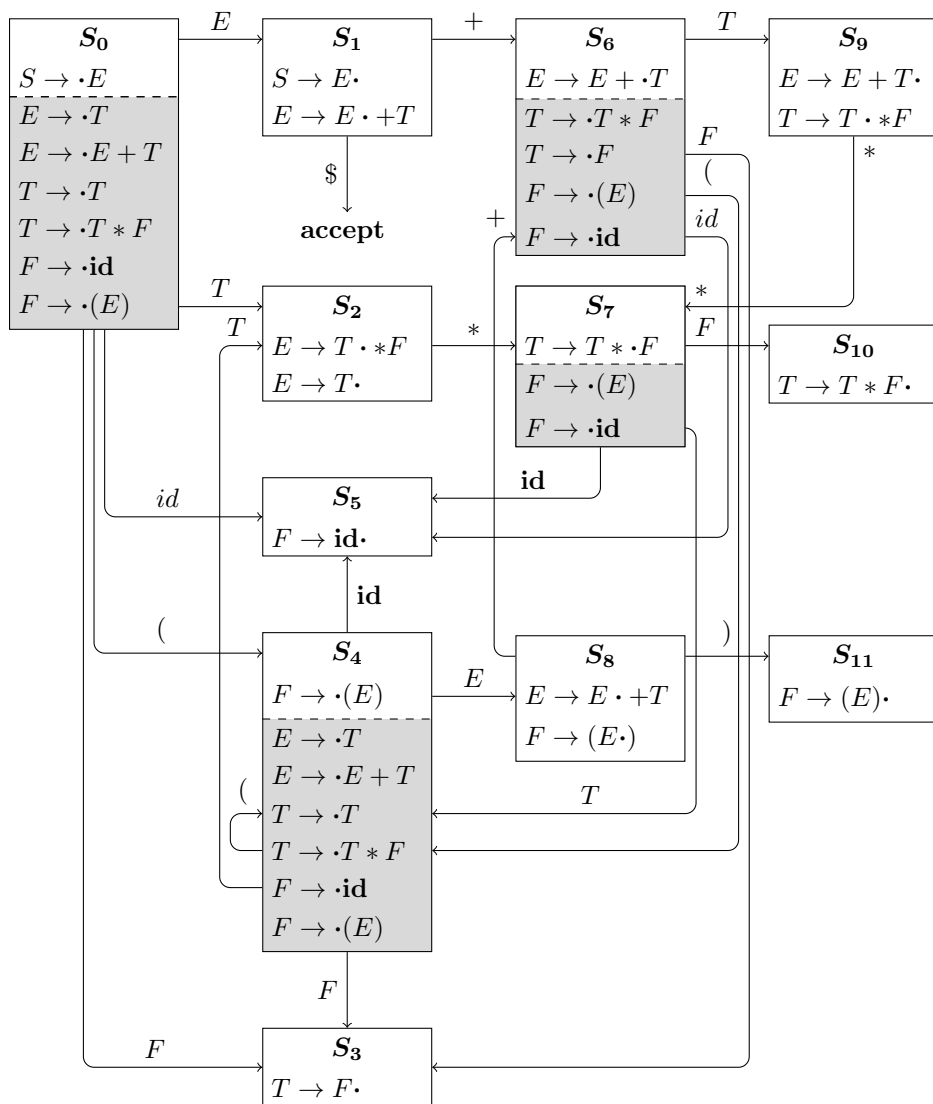 S₀
S → ·E
E → ·T
E → ·E + T
T → ·T
T → ·T ∗ F
F → ·id
F → ·(E)
E
S₁
S → E·
E → E · +T
$
accept
+
S₆
E → E + ·T
T → ·T ∗ F
T → ·F
F → ·(E)
F → ·id
+
T
F
(
id
S₉
E → E + T·
T → T · ∗F
∗
T
T
S₂
E → T · ∗F
E → T·
∗
S₇
T → T ∗ ·F
F → ·(E)
F → ·id
∗
F
S₁₀
T → T ∗ F·
id
S₅
F → id·
id
id
(
S₄
F → ·(E)
E → ·T
E → ·E + T
T → ·T
T → ·T ∗ F
F → ·id
F → ·(E)
(
E
S₈
E → E · +T
F → (E·)
)
S₁₁
F → (E)·
T
F
F
S₃
T → F·